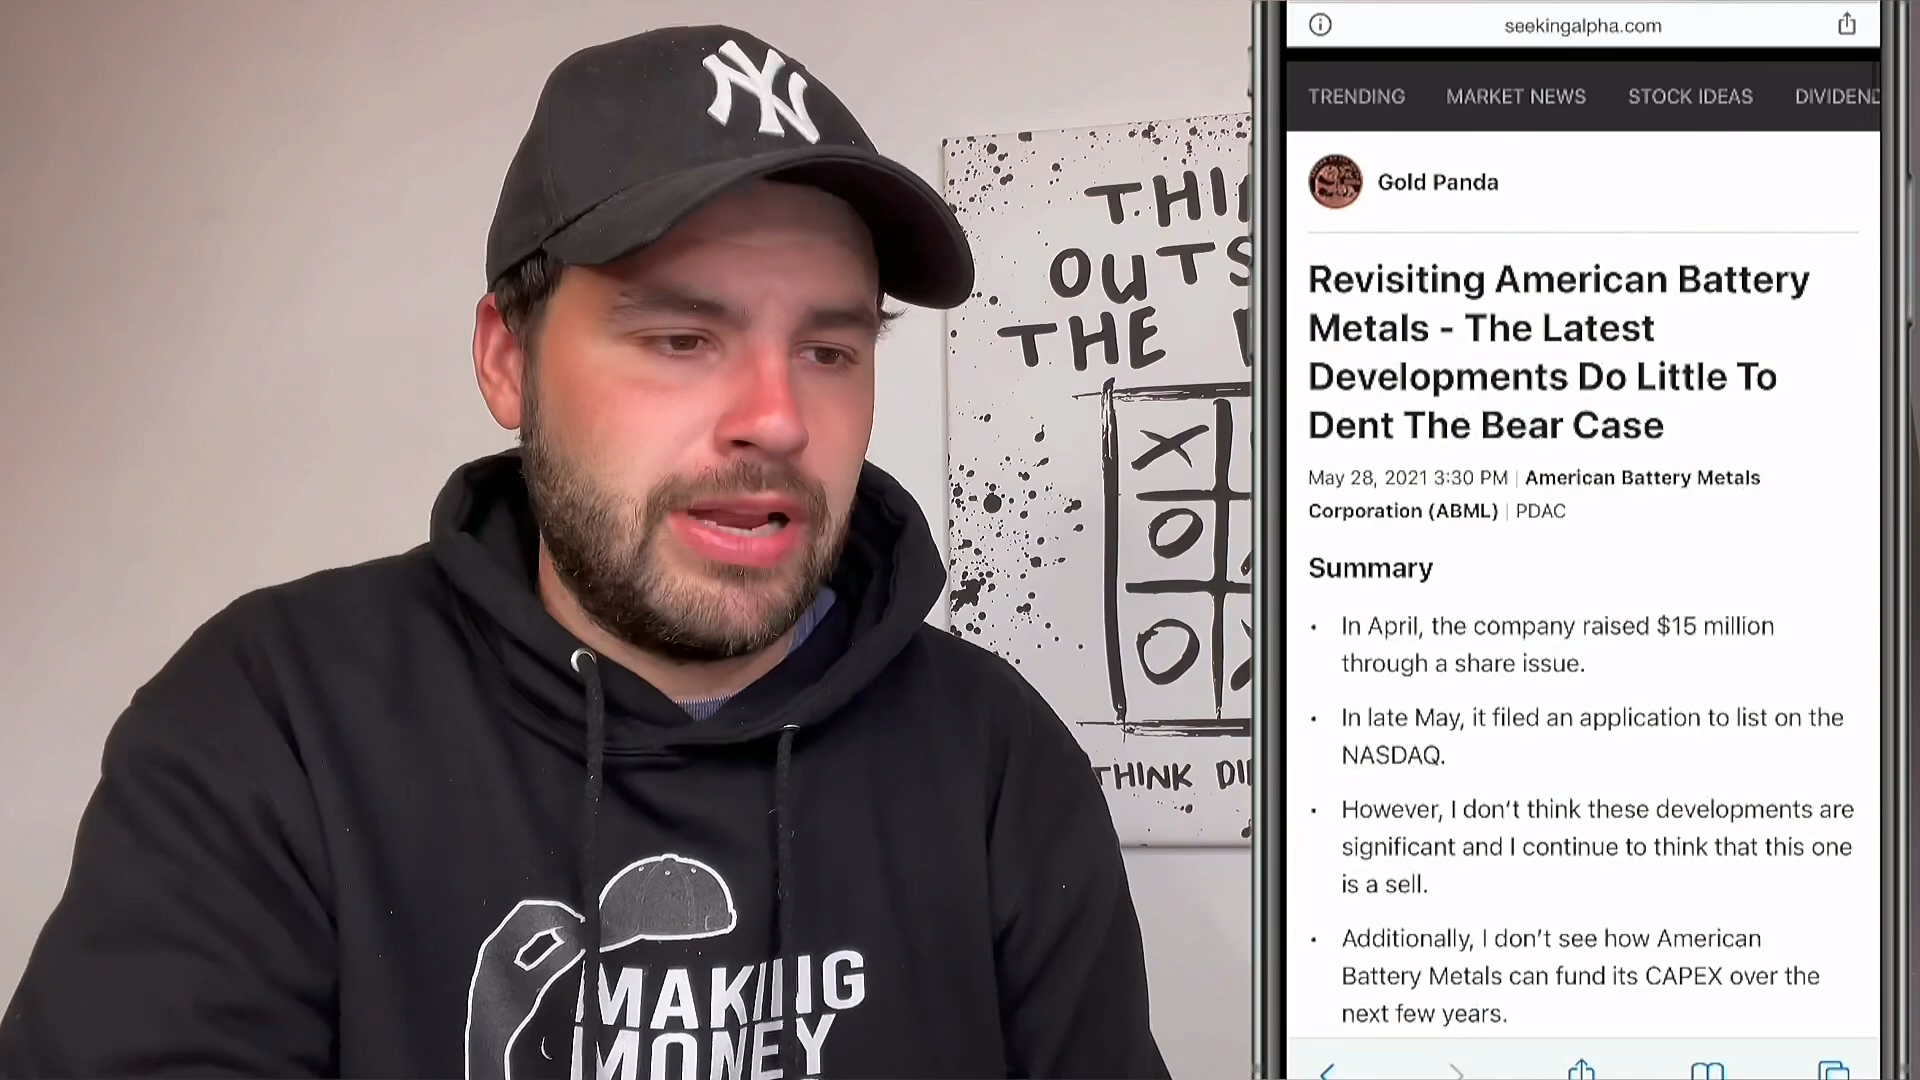 NY
THI
OUTS
THE
X
O
O
THINK DI
MAKING
MONEY
seekingalpha.com
TRENDING MARKET NEWS STOCK IDEAS DIVIDEND
Gold Panda
Revisiting American Battery
Metals - The Latest
Developments Do Little To
Dent The Bear Case
May 28, 2021 3:30 PM | American Battery Metals
Corporation (ABML) | PDAC
Summary
• In April, the company raised $15 million
through a share issue.
• In late May, it filed an application to list on the
NASDAQ.
• However, I don't think these developments are
significant and I continue to think that this one
is a sell.
• Additionally, I don't see how American
Battery Metals can fund its CAPEX over the
next few years.